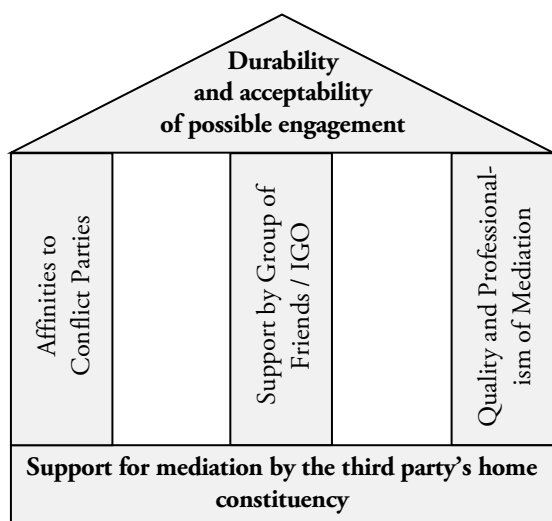 Durability
and acceptability
of possible engagement
Affinities to
Conflict Parties
Support by Group of
Friends / IGO
Quality and Professional-
ism of Mediation
Support for mediation by the third party’s home
constituency